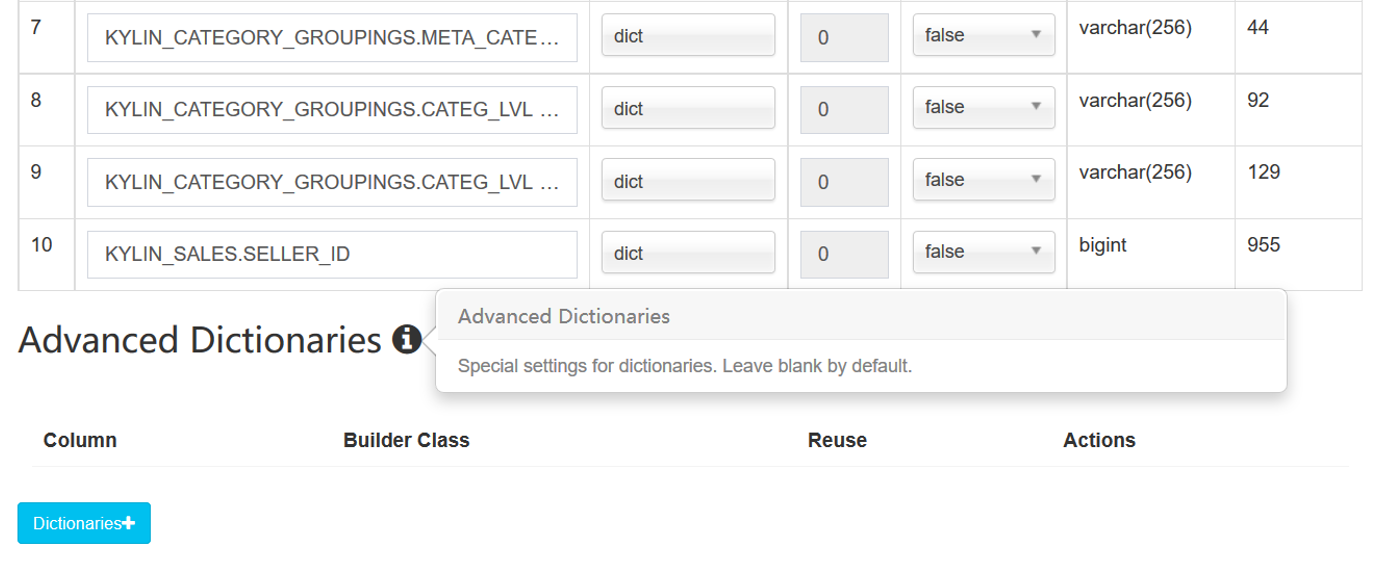 7 KYLIN_CATEGORY_GROUPINGS.META_CATE... dict 0 false varchar(256) 44
8 KYLIN_CATEGORY_GROUPINGS.CATEG_LVL ... dict 0 false varchar(256) 92
9 KYLIN_CATEGORY_GROUPINGS.CATEG_LVL ... dict 0 false varchar(256) 129
10 KYLIN_SALES.SELLER_ID dict 0 false bigint 955
Advanced Dictionaries
Advanced Dictionaries
Special settings for dictionaries. Leave blank by default.
Column Builder Class Reuse Actions
Dictionaries+